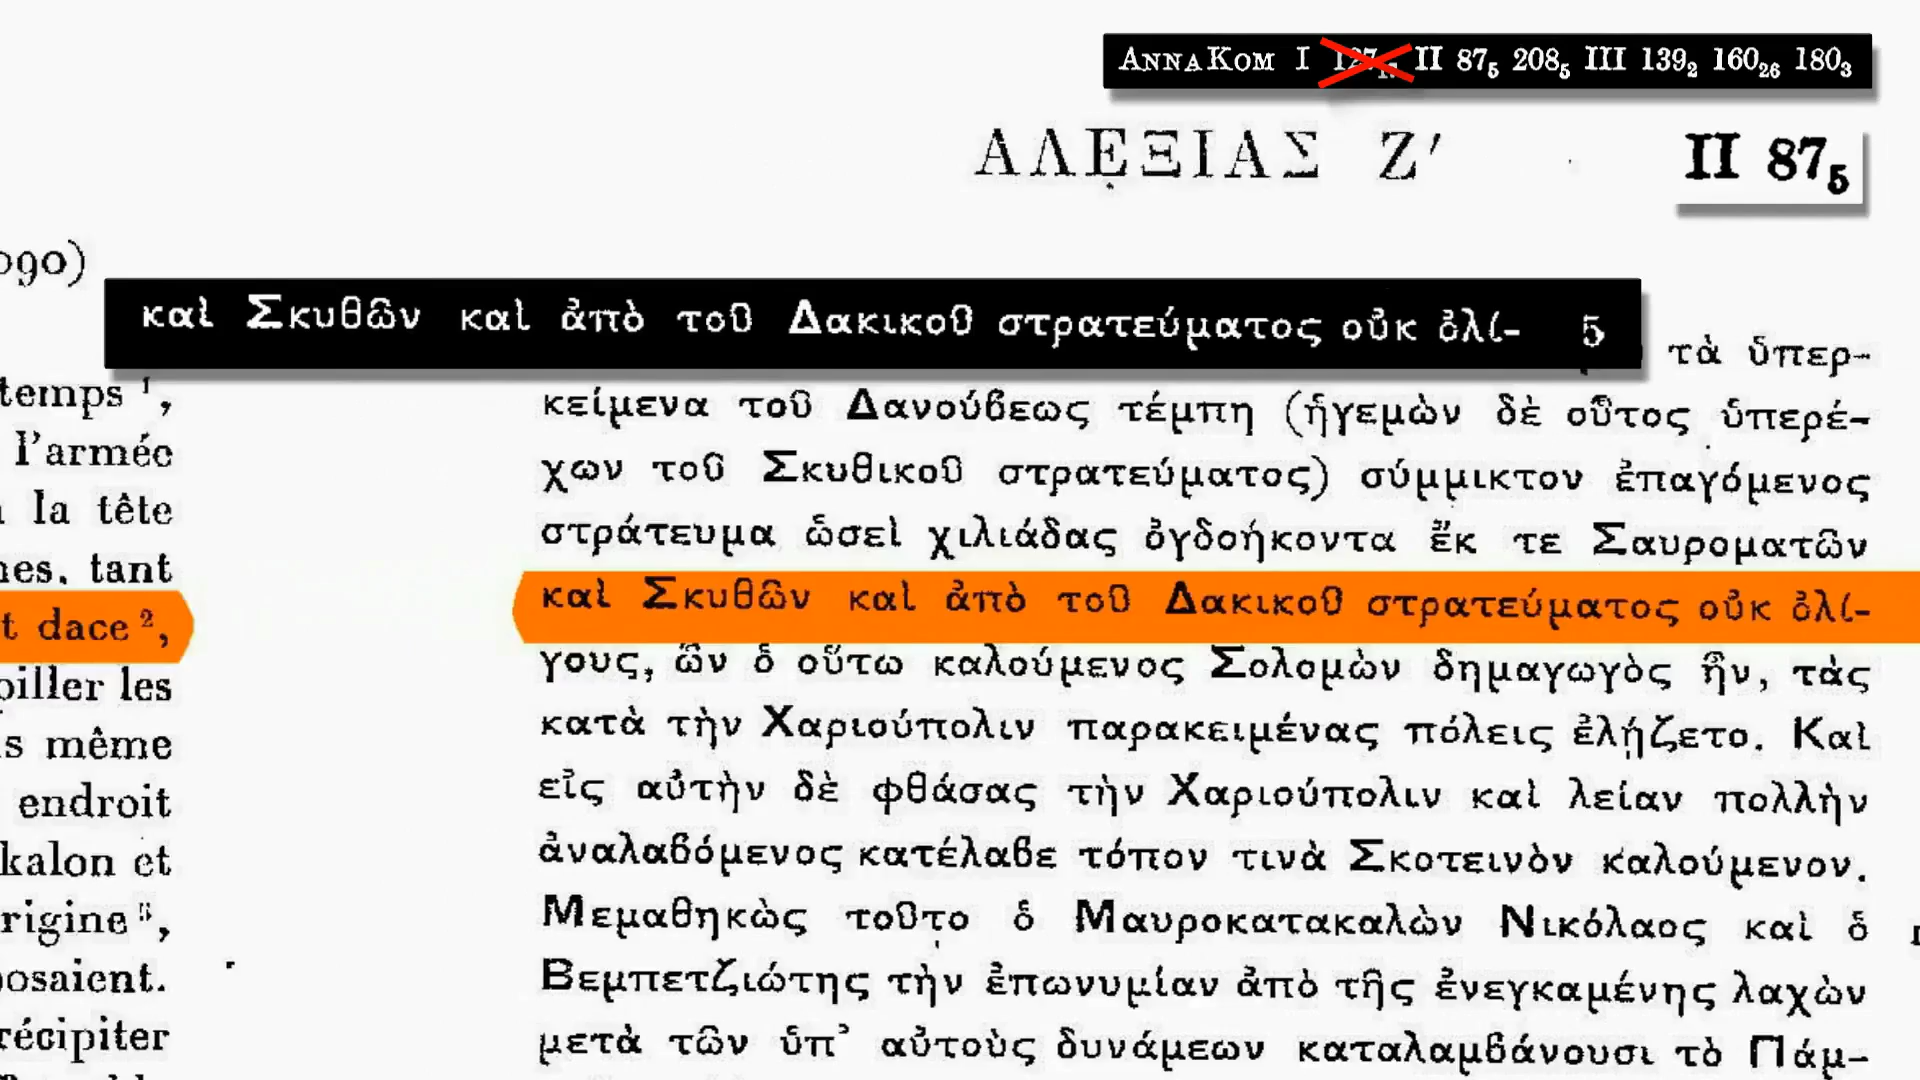 ANNAKOM I II 87₅ 208₅ III 139₂ 160₂₆ 180₃
ΑΛΕΞΙΑΣ Ζʹ
II 87₅
090)
καὶ Σκυθῶν καὶ ἀπὸ τοῦ Δακικοῦ στρατεύματος οὐκ ὀλί- 5
τὰ ὑπερ-
temps ¹,
κείμενα τοῦ Δανούβεως τέμπη (ἡγεμὼν δὲ οὗτος ὑπερέ-
l'armée
χων τοῦ Σκυθικοῦ στρατεύματος) σύμμικτον ἐπαγόμενος
la tête
στράτευμα ὡσεὶ χιλιάδας ὀγδοήκοντα ἔκ τε Σαυροματῶν
nes, tant
καὶ Σκυθῶν καὶ ἀπὸ τοῦ Δακικοῦ στρατεύματος οὐκ ὀλί-
t dace ²,
γους, ὧν ὁ οὕτω καλούμενος Σολομὼν δημαγωγὸς ἦν, τὰς
piller les
κατὰ τὴν Χαριούπολιν παρακειμένας πόλεις ἐλῄζετο. Καὶ
is même
εἰς αὐτὴν δὲ φθάσας τὴν Χαριούπολιν καὶ λείαν πολλὴν
endroit
ἀναλαβόμενος κατέλαβε τόπον τινὰ Σκοτεινὸν καλούμενον.
kalon et
Μεμαθηκὼς τοῦτο ὁ Μαυροκατακαλὼν Νικόλαος καὶ ὁ
rigine ³,
Βεμπετζιώτης τὴν ἐπωνυμίαν ἀπὸ τῆς ἐνεγκαμένης λαχὼν
posaient.
μετὰ τῶν ὑπ' αὐτοὺς δυνάμεων καταλαμβάνουσι τὸ Πάμ-
récipiter